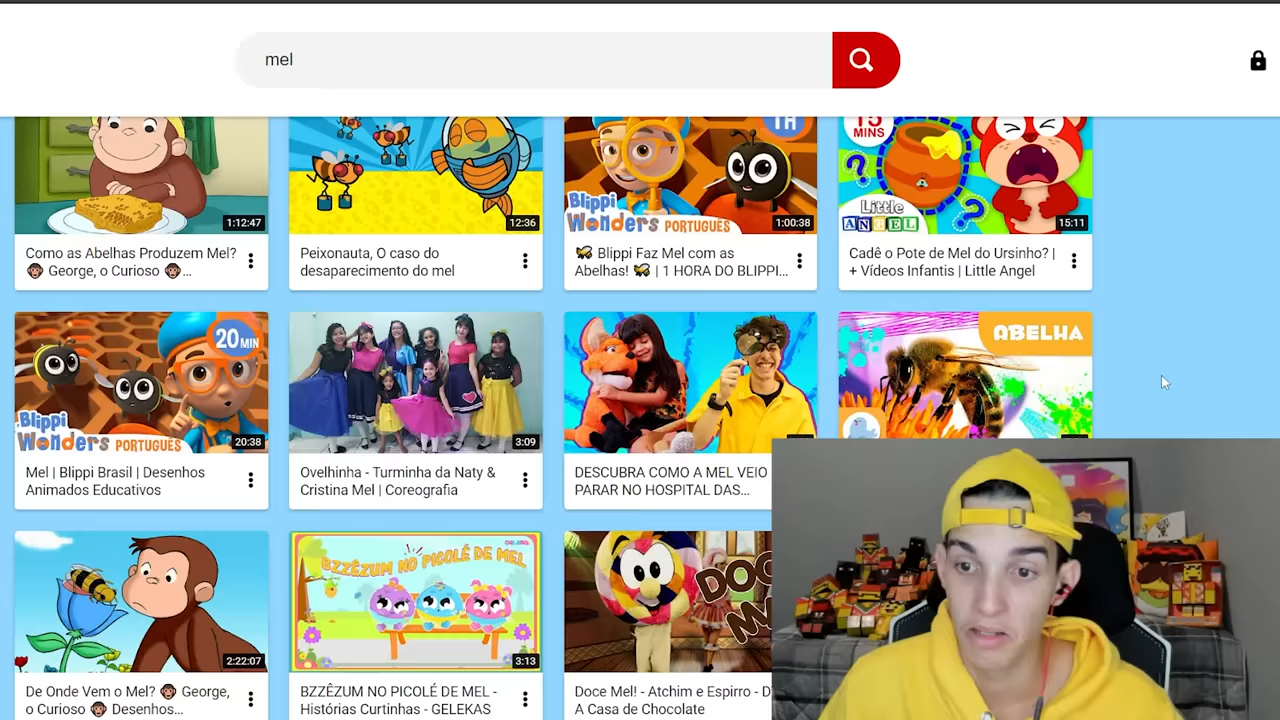 mel
1H
15
MINS
Blippi
Wonders PORTUGUÊS
Little
ANGEL
1:12:47
12:36
1:00:38
15:11
Como as Abelhas Produzem Mel?
🐵 George, o Curioso 🐵...
Peixonauta, O caso do
desaparecimento do mel
🐝 Blippi Faz Mel com as
Abelhas! 🐝 | 1 HORA DO BLIPPI...
Cadê o Pote de Mel do Ursinho? |
+ Vídeos Infantis | Little Angel
20 MIN
Blippi
Wonders PORTUGUÊS
ABELHA
20:38
3:09
Mel | Blippi Brasil | Desenhos
Animados Educativos
Ovelhinha - Turminha da Naty &
Cristina Mel | Coreografia
DESCUBRA COMO A MEL VEIO
PARAR NO HOSPITAL DAS...
BZZÊZUM NO PICOLÉ DE MEL
2:22:07
3:13
De Onde Vem o Mel? 🐵 George,
o Curioso 🐵 Desenhos...
BZZÊZUM NO PICOLÉ DE MEL -
Histórias Curtinhas - GELEKAS
Doce Mel! - Atchim e Espirro - D
A Casa de Chocolate